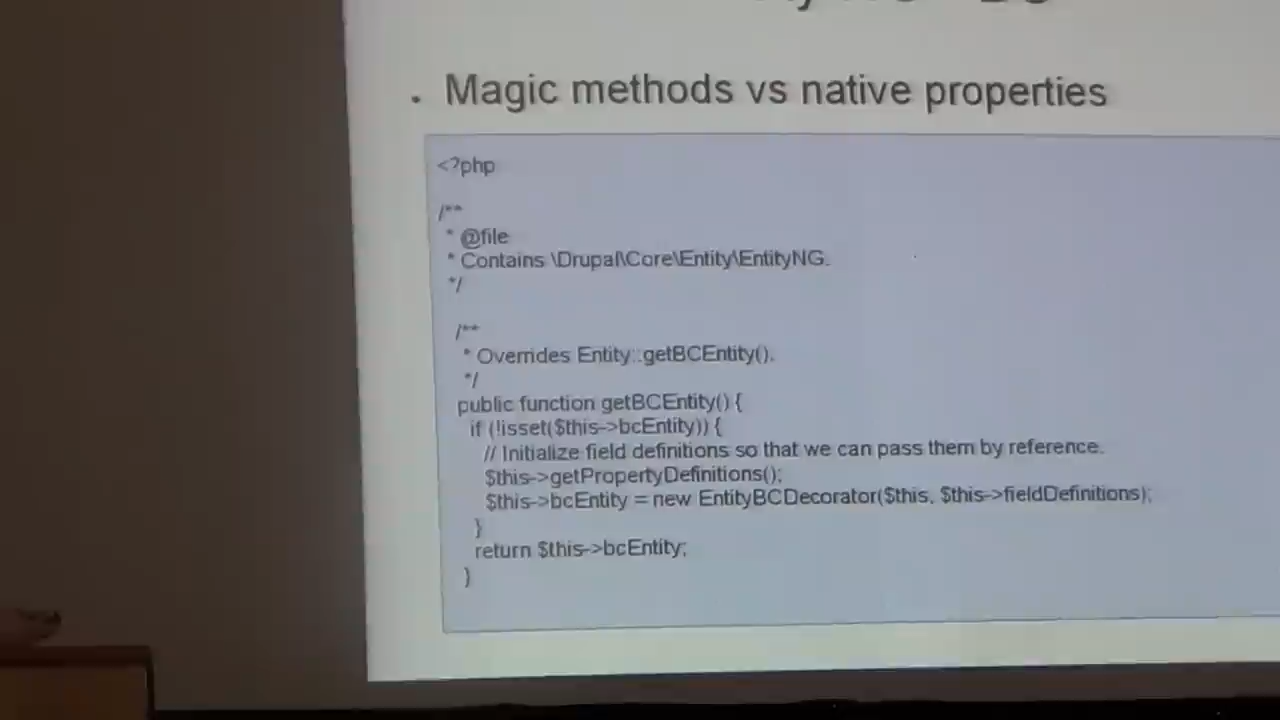 . Magic methods vs native properties
<?php
/**
* @file
* Contains \Drupal\Core\Entity\EntityNG.
*/
/**
* Overrides Entity::getBCEntity().
*/
public function getBCEntity() {
if (!isset($this->bcEntity)) {
// Initialize field definitions so that we can pass them by reference.
$this->getPropertyDefinitions();
$this->bcEntity = new EntityBCDecorator($this, $this->fieldDefinitions);
}
return $this->bcEntity;
}